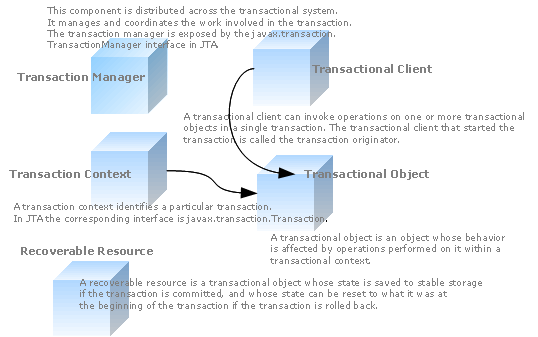 This component is distributed across the transactional system.
It manages and coordinates the work involved in the transaction.
The transaction manager is exposed by the javax.transaction.
TransactionManager interface in JTA
Transaction Manager
Transactional Client
A transactional client can invoke operations on one or more transactional
objects in a single transaction. The transactional client that started the
transaction is called the transaction originator.
Transaction Context
Transactional Object
A transaction context identifies a particular transaction.
In JTA the corresponding interface is javax.transaction.Transaction.
A transactional object is an object whose behavior
is affected by operations performed on it within a
transactional context.
Recoverable Resource
A recoverable resource is a transactional object whose state is saved to stable storage
if the transaction is committed, and whose state can be reset to what it was at
the beginning of the transaction if the transaction is rolled back.